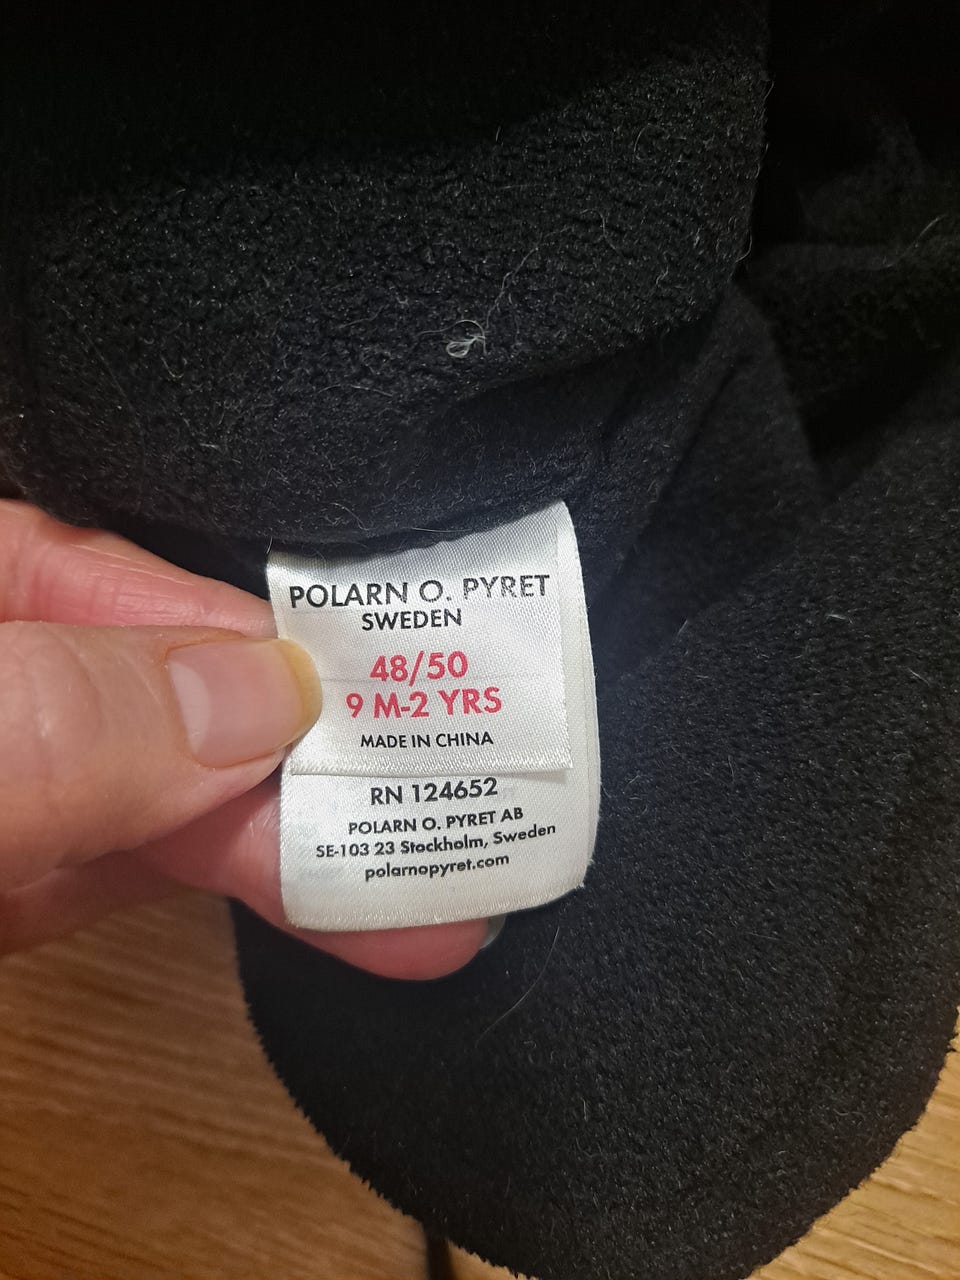 POLARN O. PYRET
SWEDEN
48/50
9 M-2 YRS
MADE IN CHINA
RN 124652
POLARN O. PYRET AB
SE-103 23 Stockholm, Sweden
polarnopyret.com